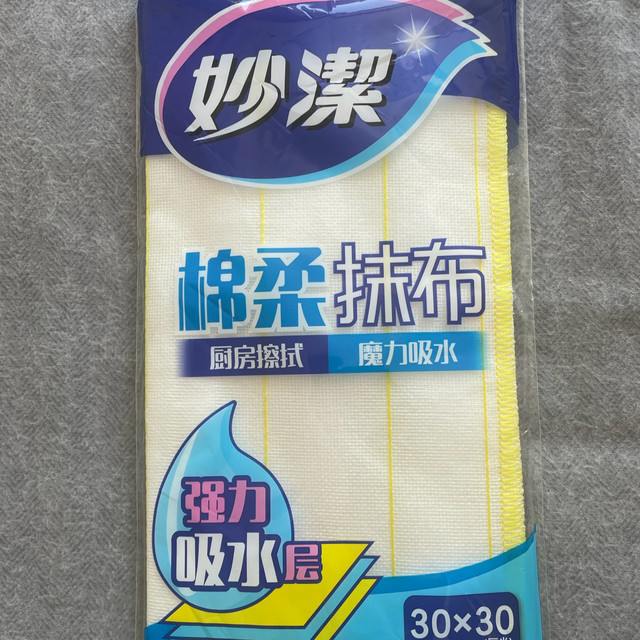 妙潔
棉柔抹布
厨房擦拭 魔力吸水
强力
吸水层
30×30